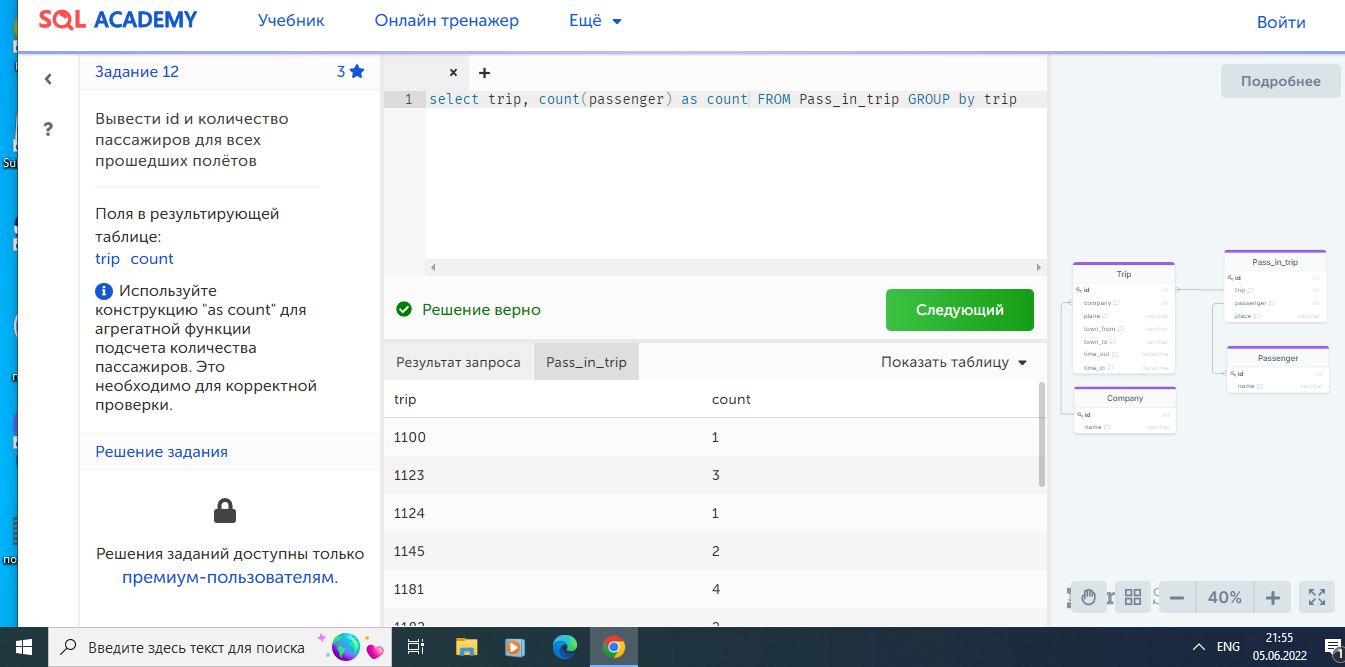 SQL ACADEMY
Учебник
Онлайн тренажер
Ещё
Войти
Задание 12
3
Вывести id и количество
пассажиров для всех
прошедших полётов
Поля в результирующей
таблице:
trip count
Используйте
конструкцию "as count" для
агрегатной функции
подсчета количества
пассажиров. Это
необходимо для корректной
проверки.
Решение задания
Решения заданий доступны только
премиум-пользователям.
1 select trip, count(passenger) as count FROM Pass_in_trip GROUP by trip
Решение верно
Следующий
Результат запроса
Pass_in_trip
Показать таблицу
trip count
1100 1
1123 3
1124 1
1145 2
1181 4
Подробнее
Trip
id int
company int
plane varchar
town_from varchar
town_to varchar
time_out datetime
time_in datetime
Company
id int
name varchar
Pass_in_trip
id int
trip int
passenger int
place varchar
Passenger
id int
name varchar
40%
Введите здесь текст для поиска
ENG
21:55
05.06.2022
1